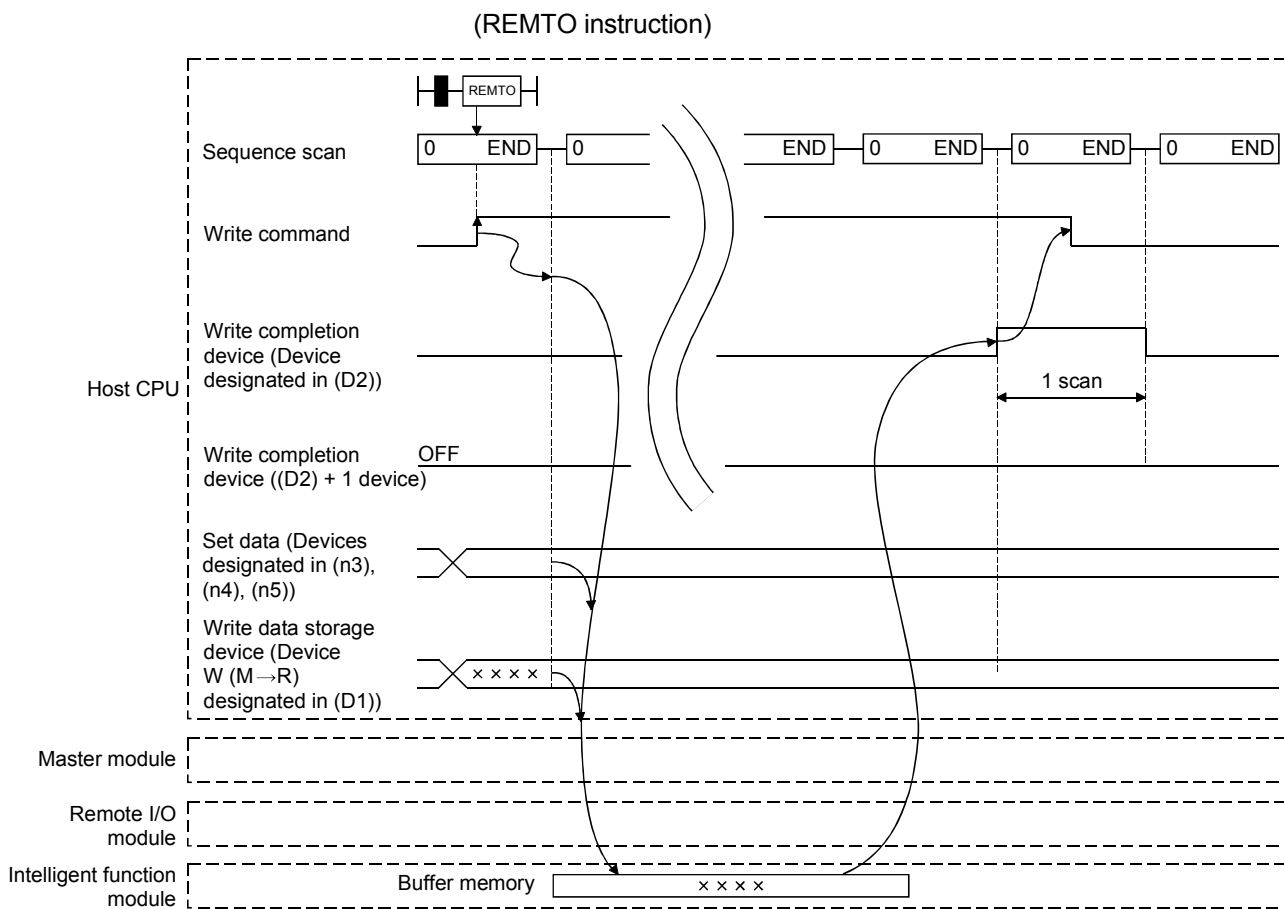 (REMTO instruction)
REMTO
Sequence scan
0 END 0 END 0 END 0 END 0 END
Write command
Write completion
device (Device
designated in (D2))
Host CPU
1 scan
Write completion
device ((D2) + 1 device)
OFF
Set data (Devices
designated in (n3),
(n4), (n5))
Write data storage
device (Device
W (M→R)
designated in (D1))
××××
Master module
Remote I/O
module
Intelligent function
module
Buffer memory
××××